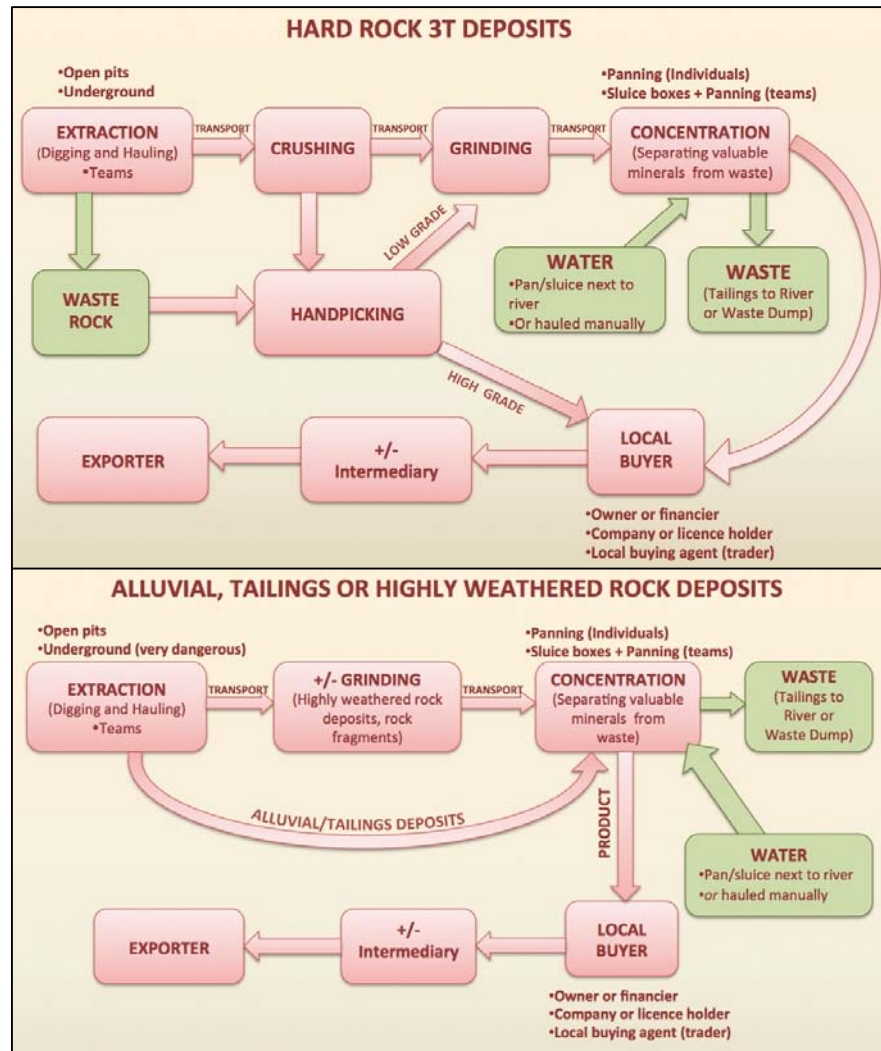 HARD ROCK 3T DEPOSITS
•Open pits
•Underground
•Panning (Individuals)
•Sluice boxes + Panning (teams)
EXTRACTION
(Digging and Hauling)
•Teams
TRANSPORT
CRUSHING
TRANSPORT
GRINDING
TRANSPORT
CONCENTRATION
(Separating valuable
minerals from waste)
LOW GRADE
WASTE
ROCK
HANDPICKING
WATER
•Pan/sluice next to
river
•Or hauled manually
WASTE
(Tailings to River
or Waste Dump)
HIGH GRADE
EXPORTER
+/-
Intermediary
LOCAL
BUYER
•Owner or financier
•Company or licence holder
•Local buying agent (trader)
ALLUVIAL, TAILINGS OR HIGHLY WEATHERED ROCK DEPOSITS
•Open pits
•Underground (very dangerous)
•Panning (Individuals)
•Sluice boxes + Panning (teams)
EXTRACTION
(Digging and Hauling)
•Teams
TRANSPORT
+/- GRINDING
(Highly weathered rock
deposits, rock
fragments)
TRANSPORT
CONCENTRATION
(Separating valuable
minerals from
waste)
WASTE
(Tailings to
River or
Waste Dump)
ALLUVIAL/TAILINGS DEPOSITS
PRODUCT
WATER
•Pan/sluice next to river
•or hauled manually
EXPORTER
+/-
Intermediary
LOCAL
BUYER
•Owner or financier
•Company or licence holder
•Local buying agent (trader)